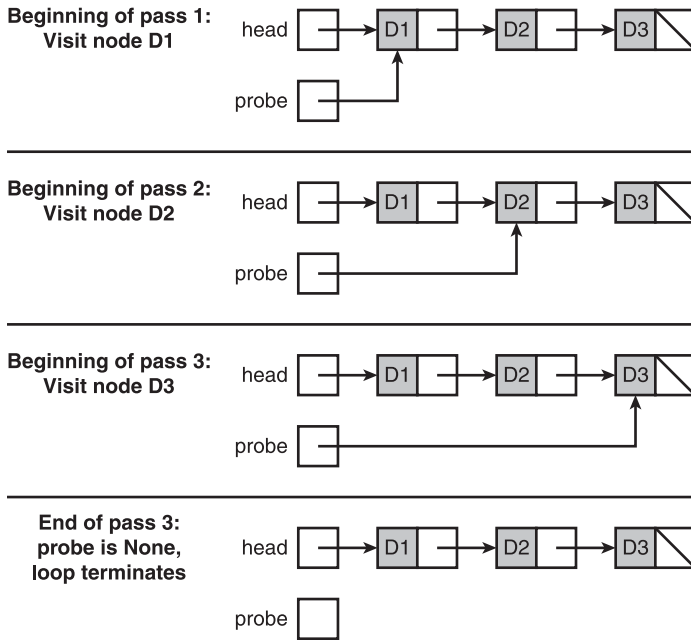 Beginning of pass 1:
Visit node D1
head D1 D2 D3
probe
Beginning of pass 2:
Visit node D2
head D1 D2 D3
probe
Beginning of pass 3:
Visit node D3
head D1 D2 D3
probe
End of pass 3:
probe is None,
loop terminates
head D1 D2 D3
probe